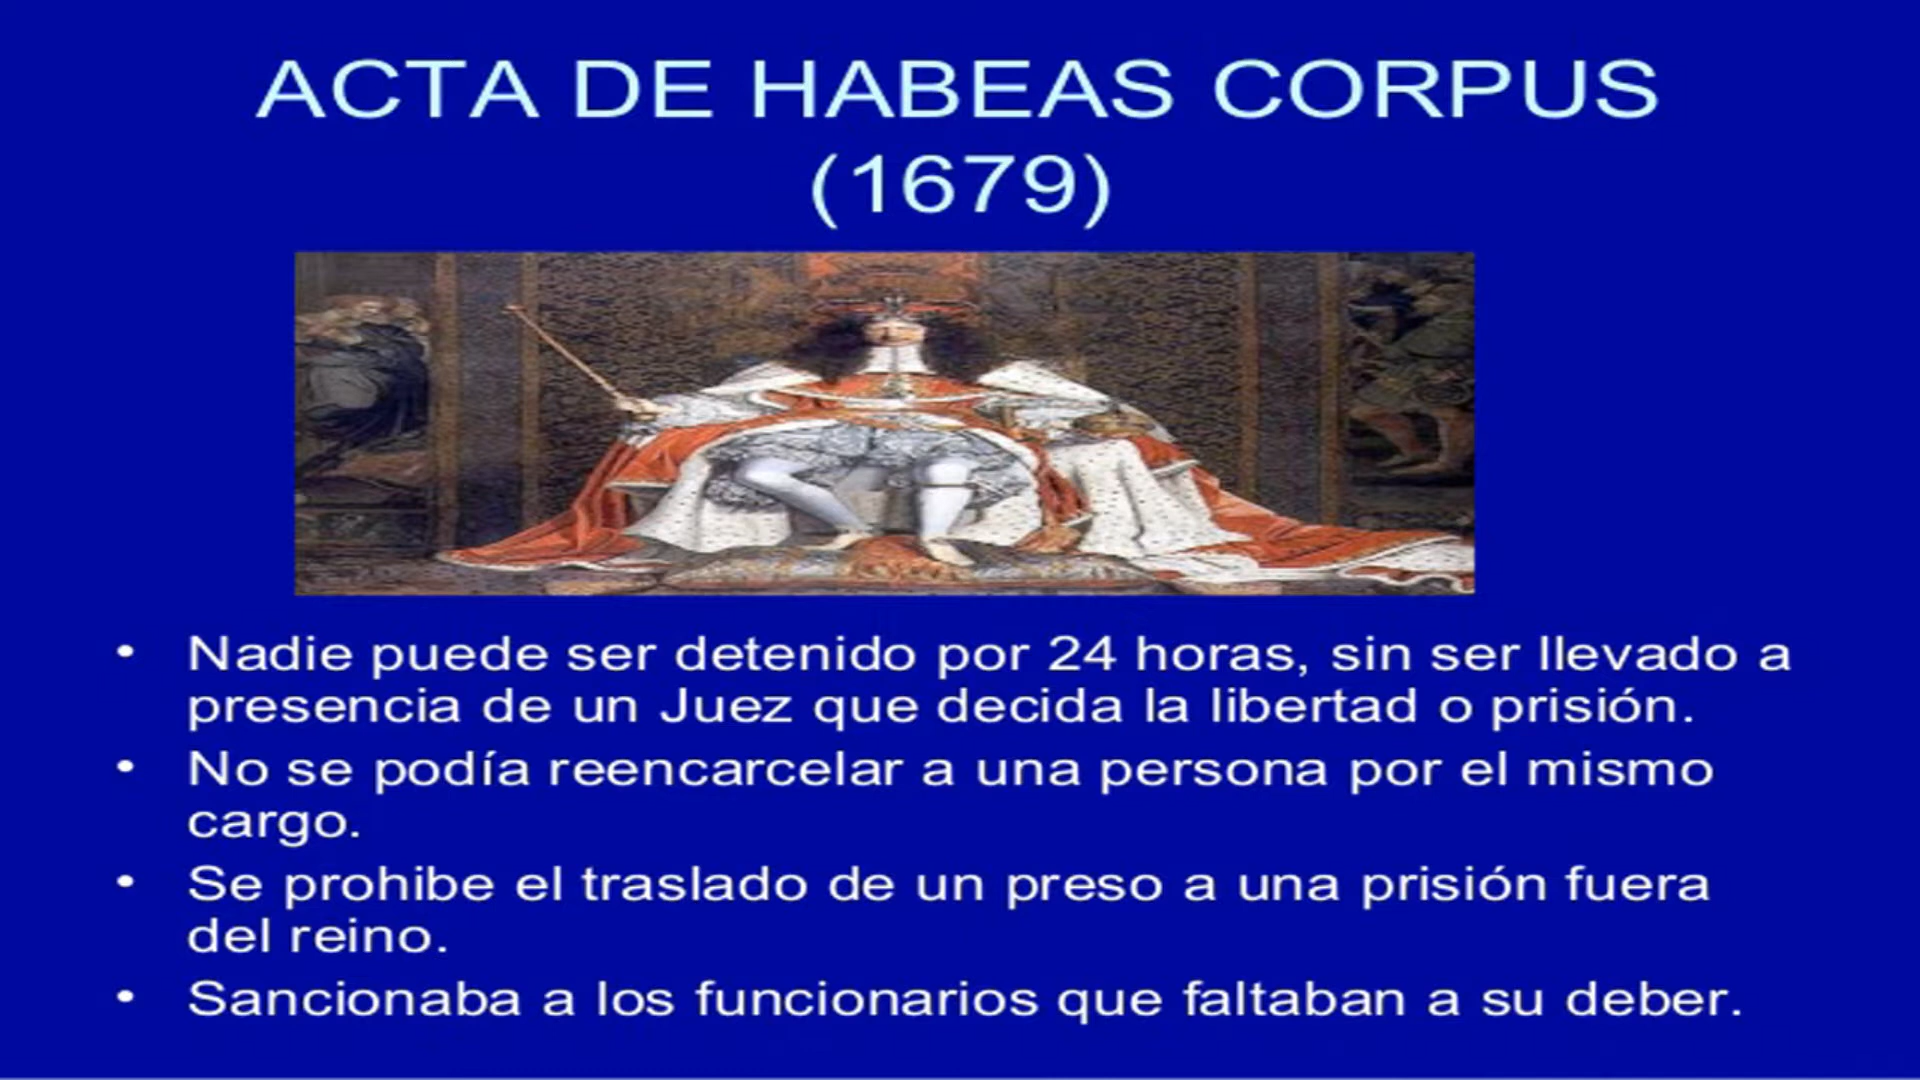 ACTA DE HABEAS CORPUS
(1679)
• Nadie puede ser detenido por 24 horas, sin ser llevado a
presencia de un Juez que decida la libertad o prisión.
• No se podía reencarcelar a una persona por el mismo
cargo.
• Se prohibe el traslado de un preso a una prisión fuera
del reino.
• Sancionaba a los funcionarios que faltaban a su deber.